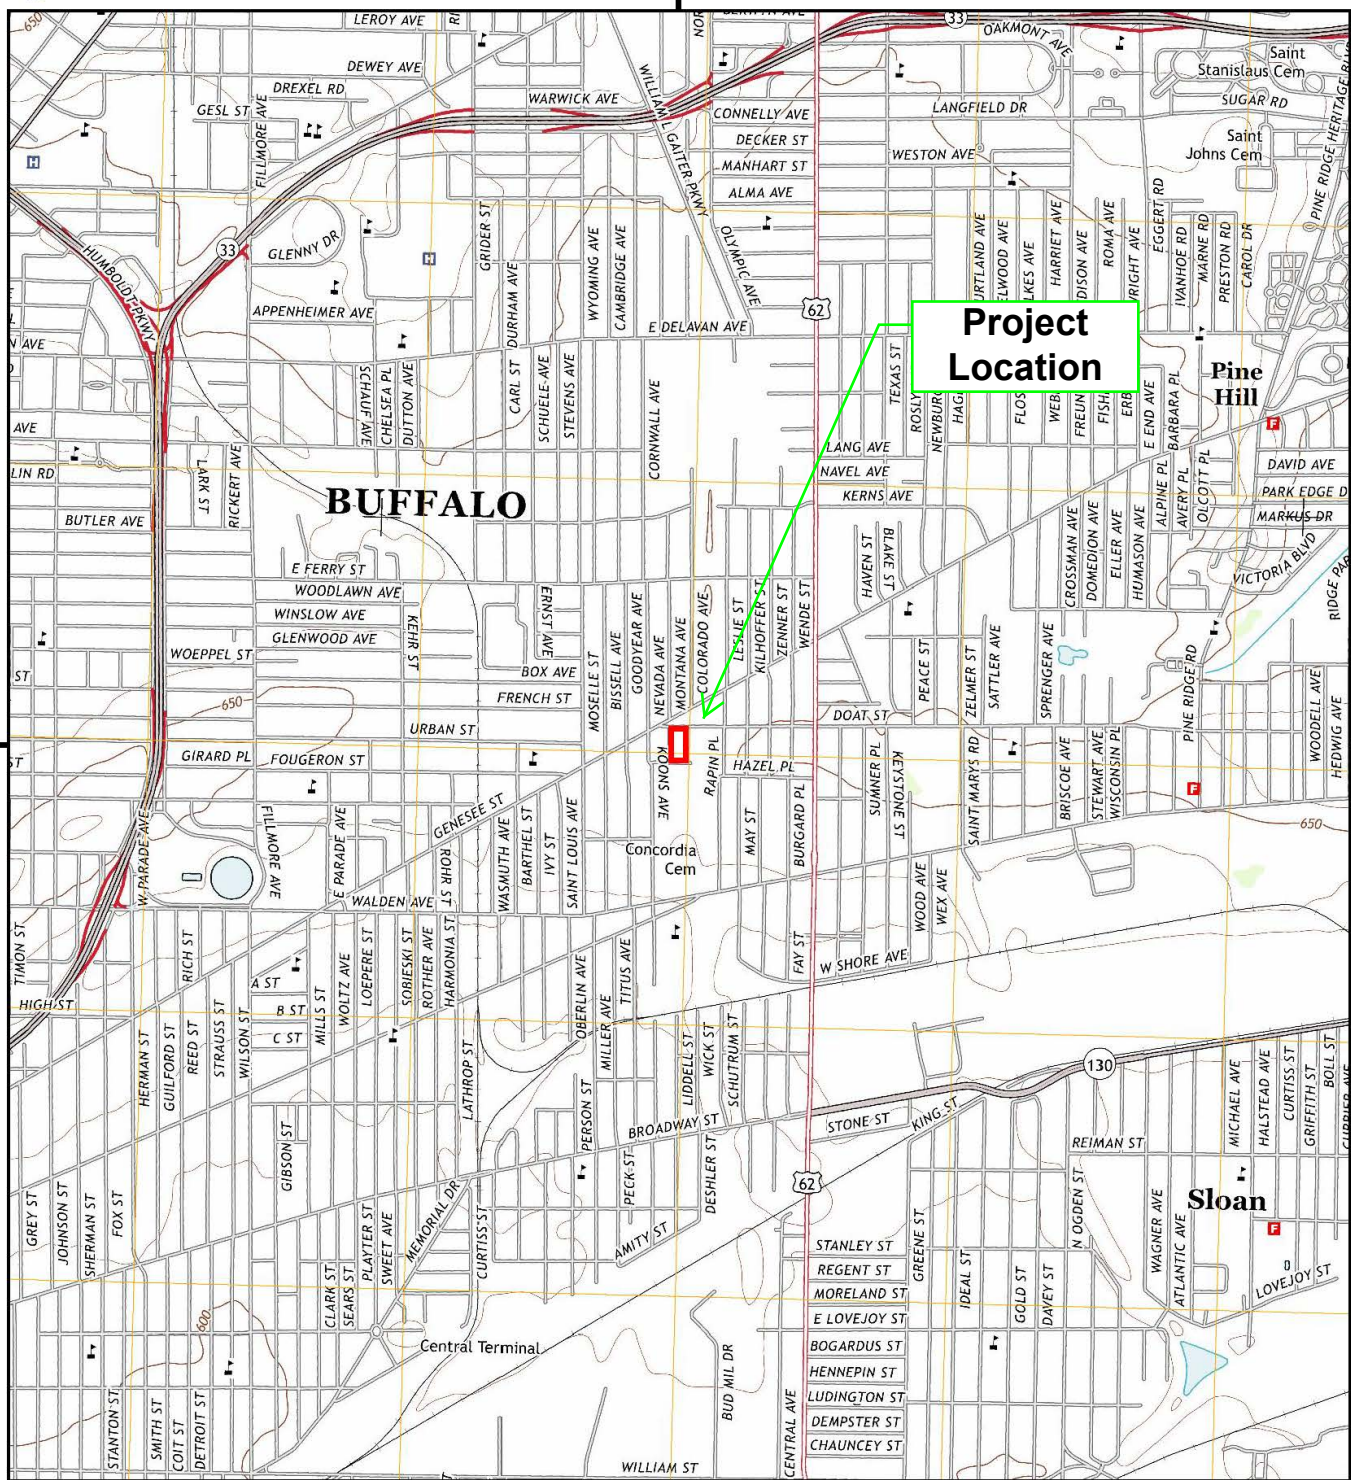 650
LEROY AVE
33
OAKMONT AVE
DEWEY AVE
DREXEL RD
GESL ST
FILLMORE AVE
WARWICK AVE
WILLIAM L GAITER PKWY
CONNELLY AVE
DECKER ST
MANHART ST
ALMA AVE
LANGFIELD DR
WESTON AVE
Saint
Stanislaus Cem
SUGAR RD
Saint
Johns Cem
H
HUMBOLDT PKWY
33
GLENNY DR
H
GRIDER ST
APPENHEIMER AVE
DURHAM AVE
WYOMING AVE
CAMBRIDGE AVE
OLYMPIC AVE
E DELAVAN AVE
62
HARRIET AVE
ROMA AVE
EGGERT RD
IVANHOE RD
MARNE RD
PRESTON RD
CAROL DR
Project
Location
Pine
Hill
F
SCHAUF AVE
CHELSEA PL
DUTTON AVE
CARL ST
SCHUELE AVE
STEVENS AVE
CORNWALL AVE
TEXAS ST
E END AVE
BARBARA PL
AVE
LIN RD
LARK ST
RICKERT AVE
LANG AVE
NAVEL AVE
KERNS AVE
ALPINE PL
AVERY PL
OLCOTT PL
DAVID AVE
PARK EDGE D
MARKUS DR
VICTORIA BLVD
BUFFALO
BUTLER AVE
E FERRY ST
WOODLAWN AVE
WINSLOW AVE
GLENWOOD AVE
WOEPPEL ST
KEHR ST
ERNST AVE
BOX AVE
FRENCH ST
MOSELLE ST
BISSELL AVE
GOODYEAR AVE
NEVADA AVE
MONTANA AVE
COLORADO AVE
LESLIE ST
KILHOFFER ST
ZENNER ST
WENDE ST
HAVEN ST
BLAKE ST
CROSSMAN AVE
DOMEDION AVE
ELLER AVE
HUMASON AVE
PEACE ST
ZELMER ST
SATTLER AVE
SPRENGER AVE
PINE RIDGE RD
WOODELL AVE
HEDWIG AVE
ST
650
URBAN ST
DOAT ST
ST
GIRARD PL
FOUGERON ST
KOONS AVE
RAPIN PL
HAZEL PL
SUMNER PL
KEYSTONE ST
SAINT MARYS RD
BRISCOE AVE
STEWART AVE
WISCONSIN PL
F
650
W PARADE AVE
FILLMORE AVE
E PARADE AVE
GENESEE ST
ROHR ST
WASMUTH AVE
BARTHEL ST
IVY ST
SAINT LOUIS AVE
Concordia
Cem
MAY ST
BURGARD PL
WALDEN AVE
WOOD AVE
WEX AVE
TIMON ST
HIGH ST
RICH ST
A ST
B ST
C ST
MILLS ST
WOLTZ AVE
LOEPERE ST
SOBIESKI ST
ROTHER AVE
HARMONIA ST
OBERLIN AVE
MILLER AVE
TITUS AVE
FAY ST
W SHORE AVE
HERMAN ST
GUILFORD ST
REED ST
STRAUSS ST
WILSON ST
LATHROP ST
PERSON ST
LIDDELL ST
WICK ST
SCHUTRUM ST
130
MICHAEL AVE
HALSTEAD AVE
CURTISS ST
GRIFFITH ST
BOLL ST
BROADWAY ST
STONE ST
KING ST
REIMAN ST
GIBSON ST
PECK ST
DESHLER ST
62
GREY ST
JOHNSON ST
SHERMAN ST
FOX ST
PLAYTER ST
SWEET AVE
MEMORIAL DR
CURTISS ST
AMITY ST
N OGDEN ST
WAGNER AVE
ATLANTIC AVE
Sloan
F
LOVEJOY ST
CLARK ST
SEARS ST
STANLEY ST
REGENT ST
MORELAND ST
E LOVEJOY ST
BOGARDUS ST
HENNEPIN ST
LUDINGTON ST
DEMPSTER ST
CHAUNCEY ST
GREENE ST
IDEAL ST
GOLD ST
DAVEY ST
600
Central Terminal
BUD MIL DR
CENTRAL AVE
STANTON ST
SMITH ST
COIT ST
DETROIT ST
WILLIAM ST